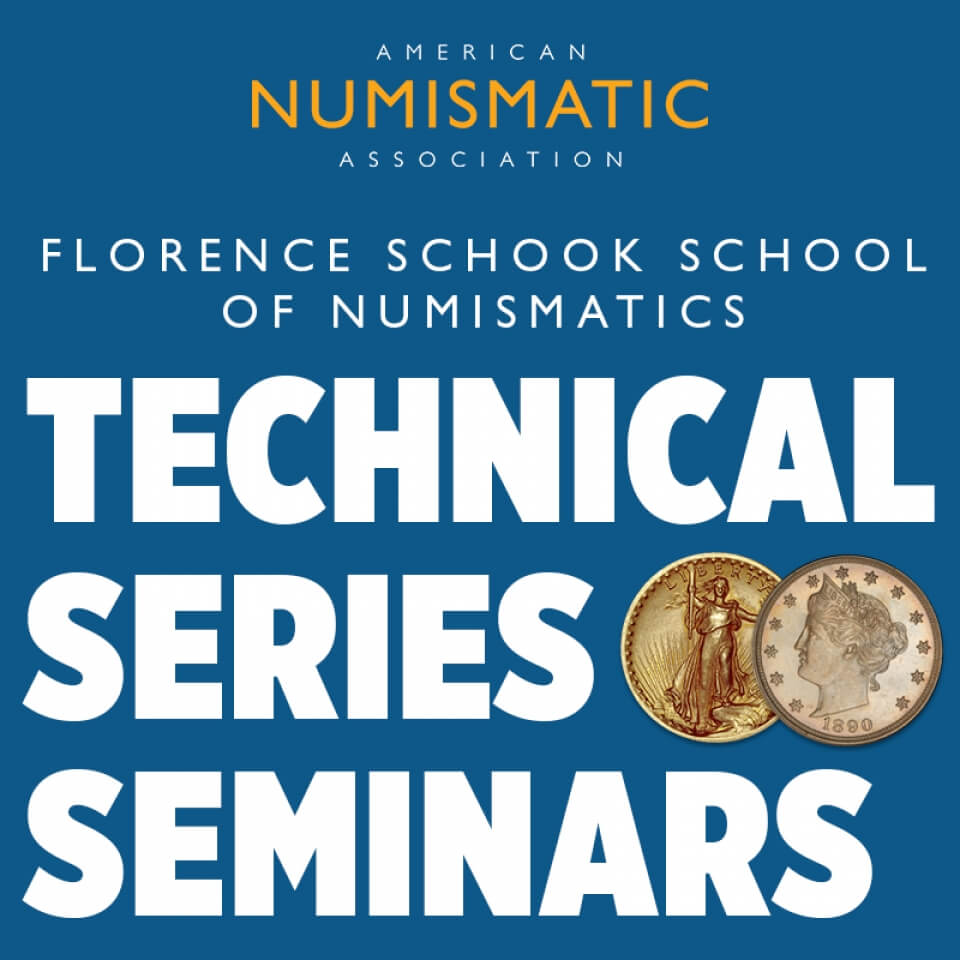 AMERICAN
NUMISMATIC
ASSOCIATION
FLORENCE SCHOOK SCHOOL
OF NUMISMATICS
TECHNICAL
SERIES
LIBERTY
1890
SEMINARS